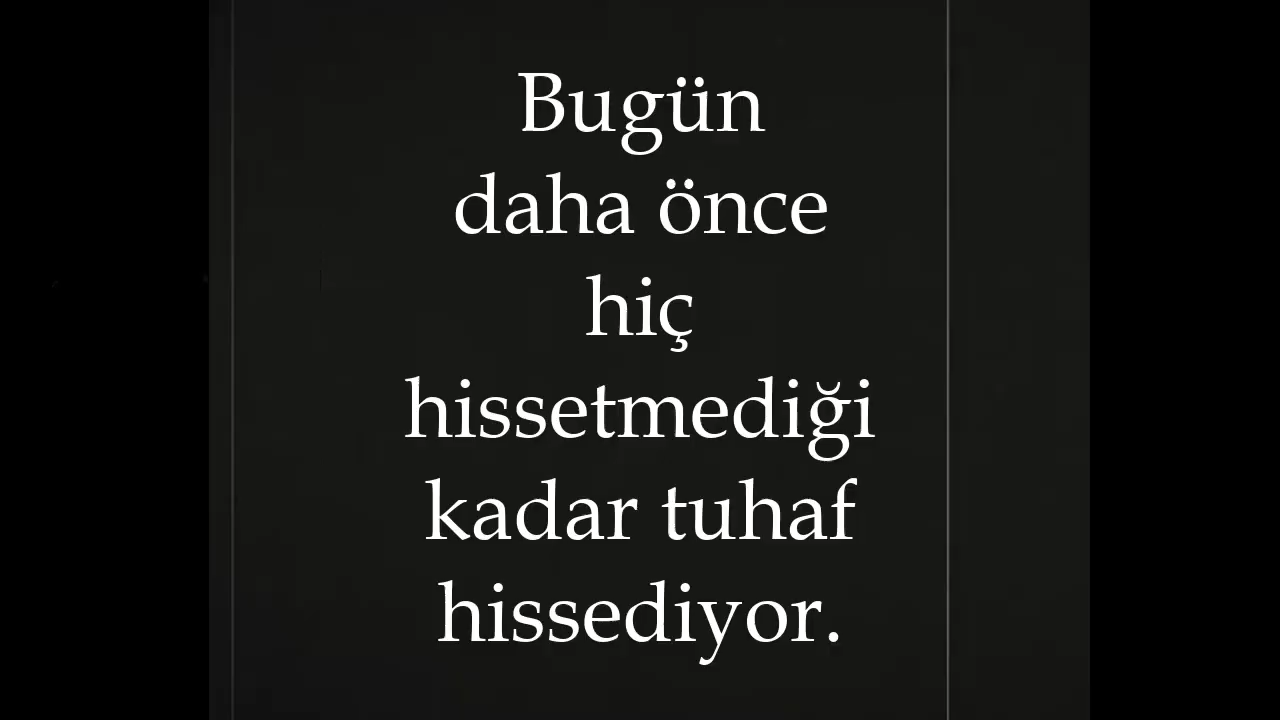 Bugün
daha önce
hiç
hissetmediği
kadar tuhaf
hissediyor.